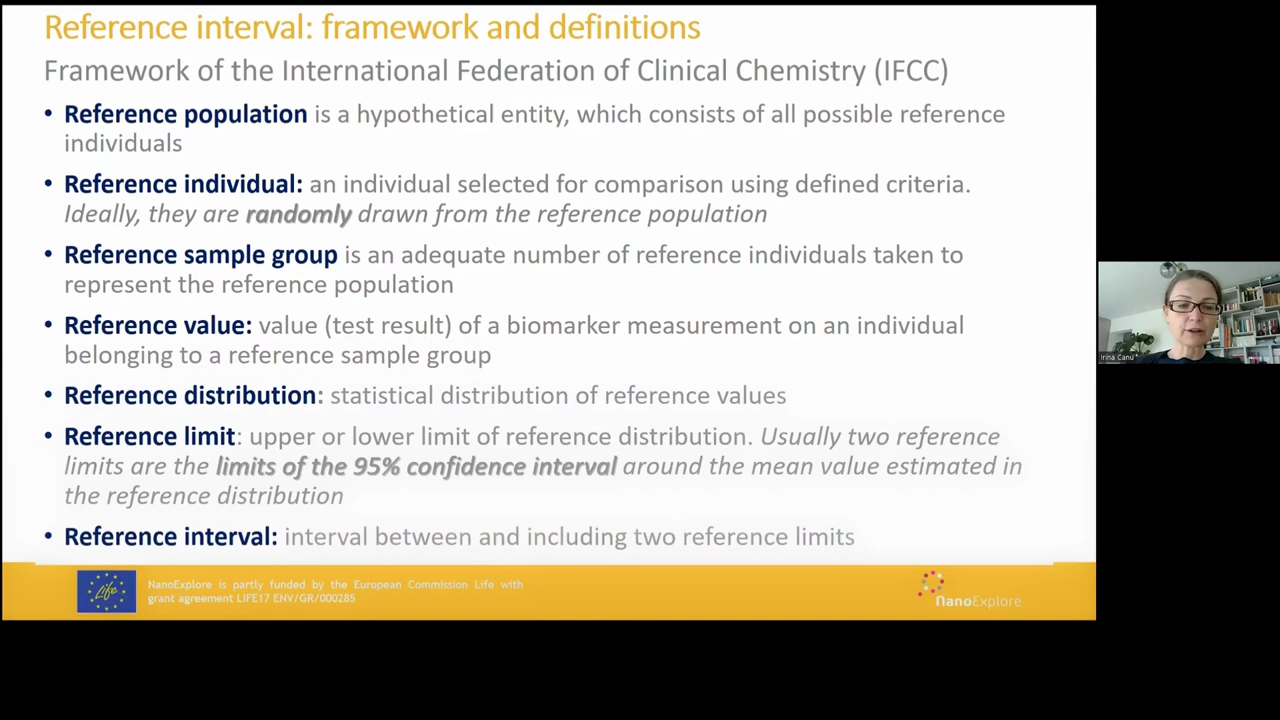 Reference interval: framework and definitions
Framework of the International Federation of Clinical Chemistry (IFCC)
• Reference population is a hypothetical entity, which consists of all possible reference
individuals
• Reference individual: an individual selected for comparison using defined criteria.
Ideally, they are randomly drawn from the reference population
• Reference sample group is an adequate number of reference individuals taken to
represent the reference population
• Reference value: value (test result) of a biomarker measurement on an individual
belonging to a reference sample group
• Reference distribution: statistical distribution of reference values
• Reference limit: upper or lower limit of reference distribution. Usually two reference
limits are the limits of the 95% confidence interval around the mean value estimated in
the reference distribution
• Reference interval: interval between and including two reference limits
Life
NanoExplore is partly funded by the European Commission Life with
grant agreement LIFE17 ENV/GR/000285
NanoExplore
Irina Canu